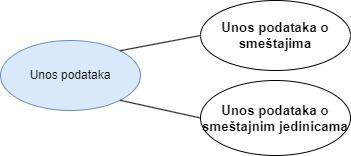 Unos podataka
Unos podataka o
smeštajima
Unos podataka o
smeštajnim jedinicama